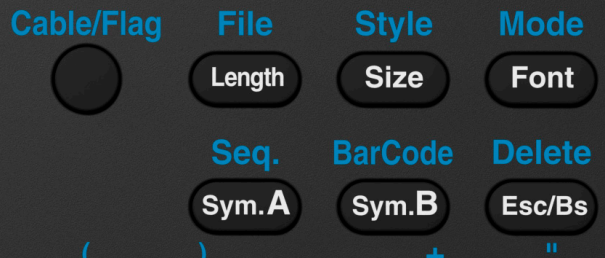 Cable/Flag File Style Mode
Length Size Font
Seq. BarCode Delete
Sym.A Sym.B Esc/Bs
( ) + "